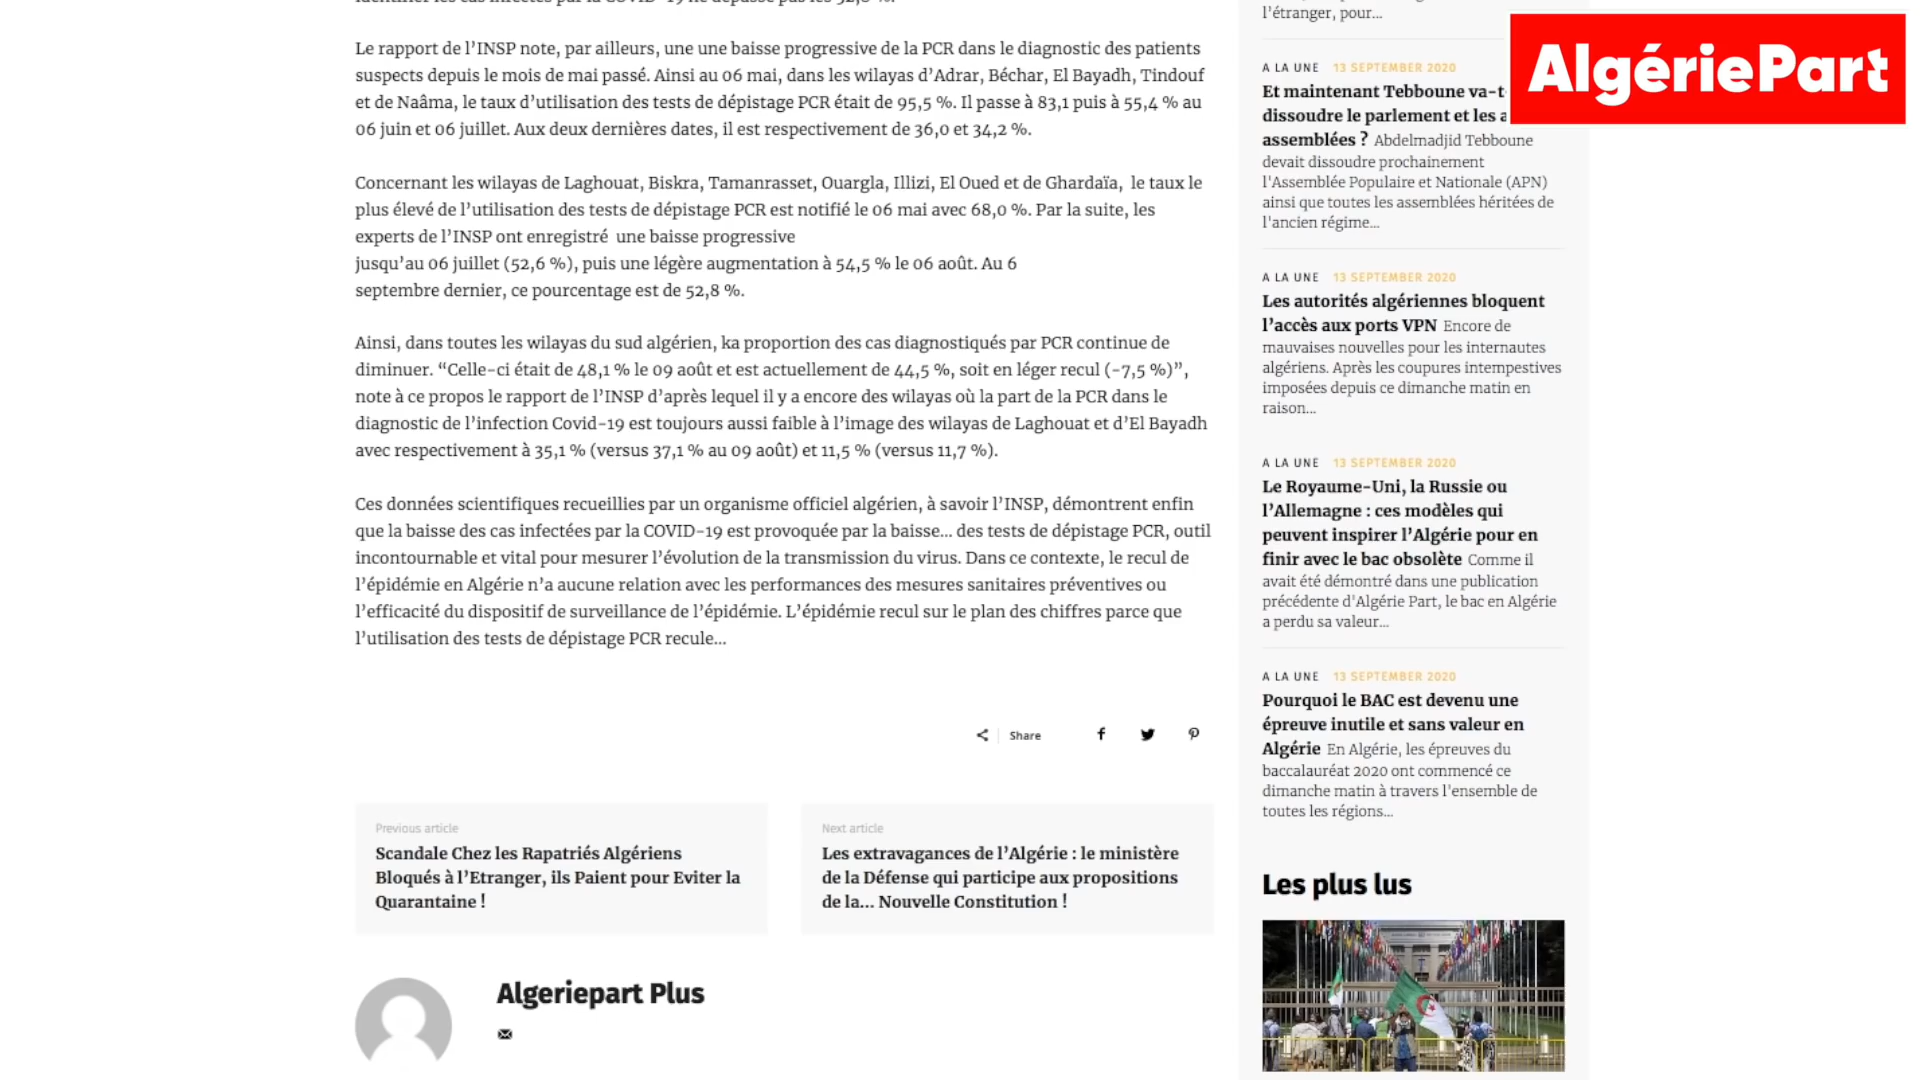 Le rapport de l’INSP note, par ailleurs, une une baisse progressive de la PCR dans le diagnostic des patients
suspects depuis le mois de mai passé. Ainsi au 06 mai, dans les wilayas d’Adrar, Béchar, El Bayadh, Tindouf
et de Naâma, le taux d’utilisation des tests de dépistage PCR était de 95,5 %. Il passe à 83,1 puis à 55,4 % au
06 juin et 06 juillet. Aux deux dernières dates, il est respectivement de 36,0 et 34,2 %.
Concernant les wilayas de Laghouat, Biskra, Tamanrasset, Ouargla, Illizi, El Oued et de Ghardaïa,  le taux le
plus élevé de l’utilisation des tests de dépistage PCR est notifié le 06 mai avec 68,0 %. Par la suite, les
experts de l’INSP ont enregistré  une baisse progressive
jusqu’au 06 juillet (52,6 %), puis une légère augmentation à 54,5 % le 06 août. Au 6
septembre dernier, ce pourcentage est de 52,8 %.
Ainsi, dans toutes les wilayas du sud algérien, ka proportion des cas diagnostiqués par PCR continue de
diminuer. “Celle-ci était de 48,1 % le 09 août et est actuellement de 44,5 %, soit en léger recul (-7,5 %)”,
note à ce propos le rapport de l’INSP d’après lequel il y a encore des wilayas où la part de la PCR dans le
diagnostic de l’infection Covid-19 est toujours aussi faible à l’image des wilayas de Laghouat et d’El Bayadh
avec respectivement à 35,1 % (versus 37,1 % au 09 août) et 11,5 % (versus 11,7 %).
Ces données scientifiques recueillies par un organisme officiel algérien, à savoir l’INSP, démontrent enfin
que la baisse des cas infectées par la COVID-19 est provoquée par la baisse… des tests de dépistage PCR, outil
incontournable et vital pour mesurer l’évolution de la transmission du virus. Dans ce contexte, le recul de
l’épidémie en Algérie n’a aucune relation avec les performances des mesures sanitaires préventives ou
l’efficacité du dispositif de surveillance de l’épidémie. L’épidémie recul sur le plan des chiffres parce que
l’utilisation des tests de dépistage PCR recule…
Share
Previous article
Scandale Chez les Rapatriés Algériens
Bloqués à l’Etranger, ils Paient pour Eviter la
Quarantaine !
Next article
Les extravagances de l’Algérie : le ministère
de la Défense qui participe aux propositions
de la… Nouvelle Constitution !
Algeriepart Plus
l’étranger, pour...
AlgériePart
A LA UNE 13 SEPTEMBER 2020
Et maintenant Tebboune va-t
dissoudre le parlement et les a
assemblées ? Abdelmadjid Tebboune
devait dissoudre prochainement
l'Assemblée Populaire et Nationale (APN)
ainsi que toutes les assemblées héritées de
l'ancien régime...
A LA UNE 13 SEPTEMBER 2020
Les autorités algériennes bloquent
l’accès aux ports VPN Encore de
mauvaises nouvelles pour les internautes
algériens. Après les coupures intempestives
imposées depuis ce dimanche matin en
raison...
A LA UNE 13 SEPTEMBER 2020
Le Royaume-Uni, la Russie ou
l’Allemagne : ces modèles qui
peuvent inspirer l’Algérie pour en
finir avec le bac obsolète Comme il
avait été démontré dans une publication
précédente d'Algérie Part, le bac en Algérie
a perdu sa valeur...
A LA UNE 13 SEPTEMBER 2020
Pourquoi le BAC est devenu une
épreuve inutile et sans valeur en
Algérie En Algérie, les épreuves du
baccalauréat 2020 ont commencé ce
dimanche matin à travers l'ensemble de
toutes les régions...
Les plus lus